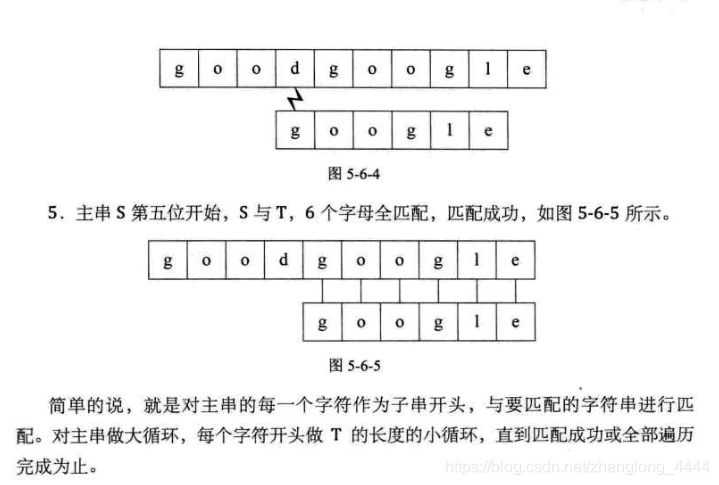 g o o d g o o g l e
g o o g l e
图 5-6-4
5．主串 S 第五位开始，S 与 T，6 个字母全匹配，匹配成功，如图 5-6-5 所示。
g o o d g o o g l e
g o o g l e
图 5-6-5
简单的说，就是对主串的每一个字符作为子串开头，与要匹配的字符串进行匹
配。对主串做大循环，每个字符开头做 T 的长度的小循环，直到匹配成功或全部遍历
完成为止。
https://blog.csdn.net/zhanglong_4444